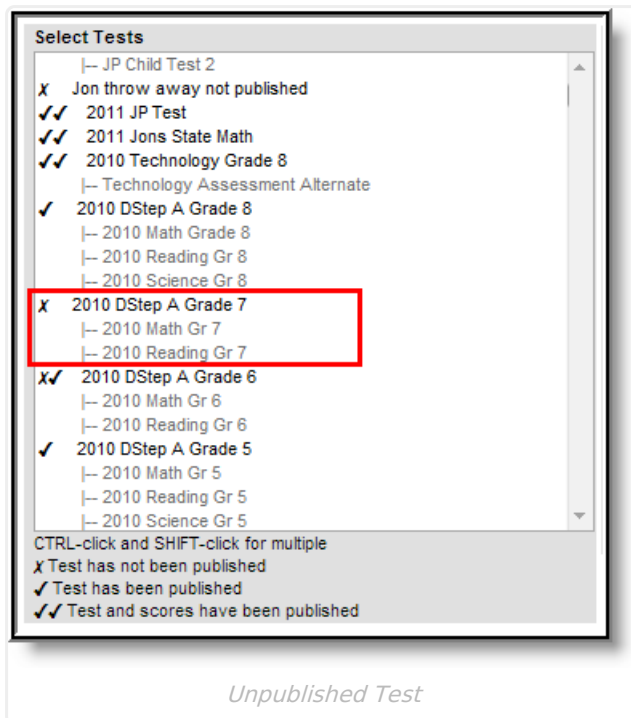 Select Tests
|-- JP Child Test 2
✗ Jon throw away not published
✓✓ 2011 JP Test
✓✓ 2011 Jons State Math
✓✓ 2010 Technology Grade 8
|-- Technology Assessment Alternate
✓ 2010 DStep A Grade 8
|-- 2010 Math Grade 8
|-- 2010 Reading Gr 8
|-- 2010 Science Gr 8
✗ 2010 DStep A Grade 7
|-- 2010 Math Gr 7
|-- 2010 Reading Gr 7
✗✓ 2010 DStep A Grade 6
|-- 2010 Math Gr 6
|-- 2010 Reading Gr 6
✓ 2010 DStep A Grade 5
|-- 2010 Math Gr 5
|-- 2010 Reading Gr 5
|-- 2010 Science Gr 5
CTRL-click and SHIFT-click for multiple
✗ Test has not been published
✓ Test has been published
✓✓ Test and scores have been published
Unpublished Test